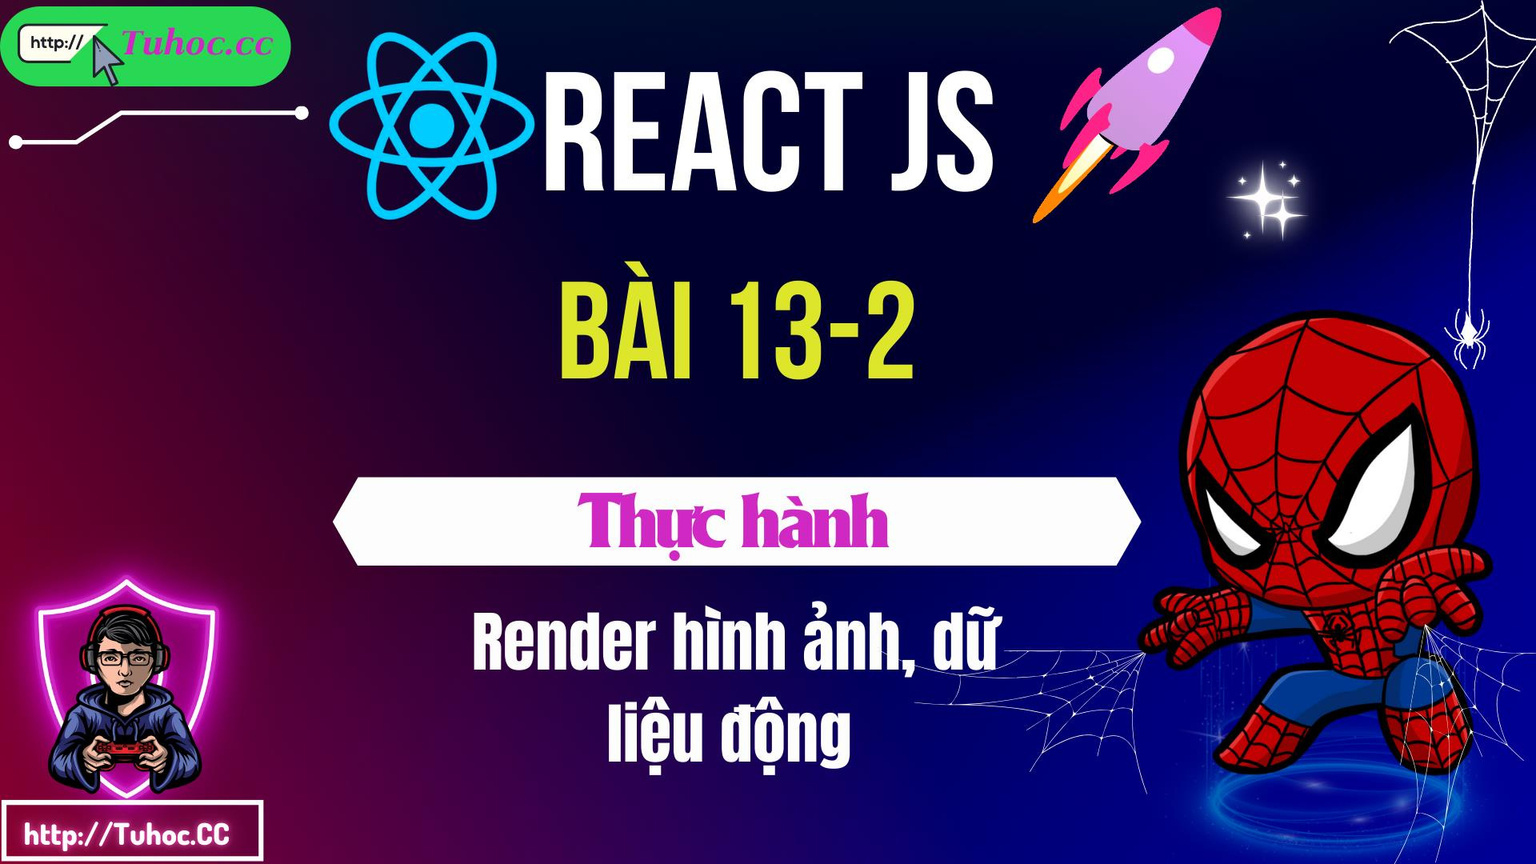 http://
Tuhoc.cc
REACT JS
BÀI 13-2
Thực hành
Render hình ảnh, dữ
liệu động
http://Tuhoc.CC